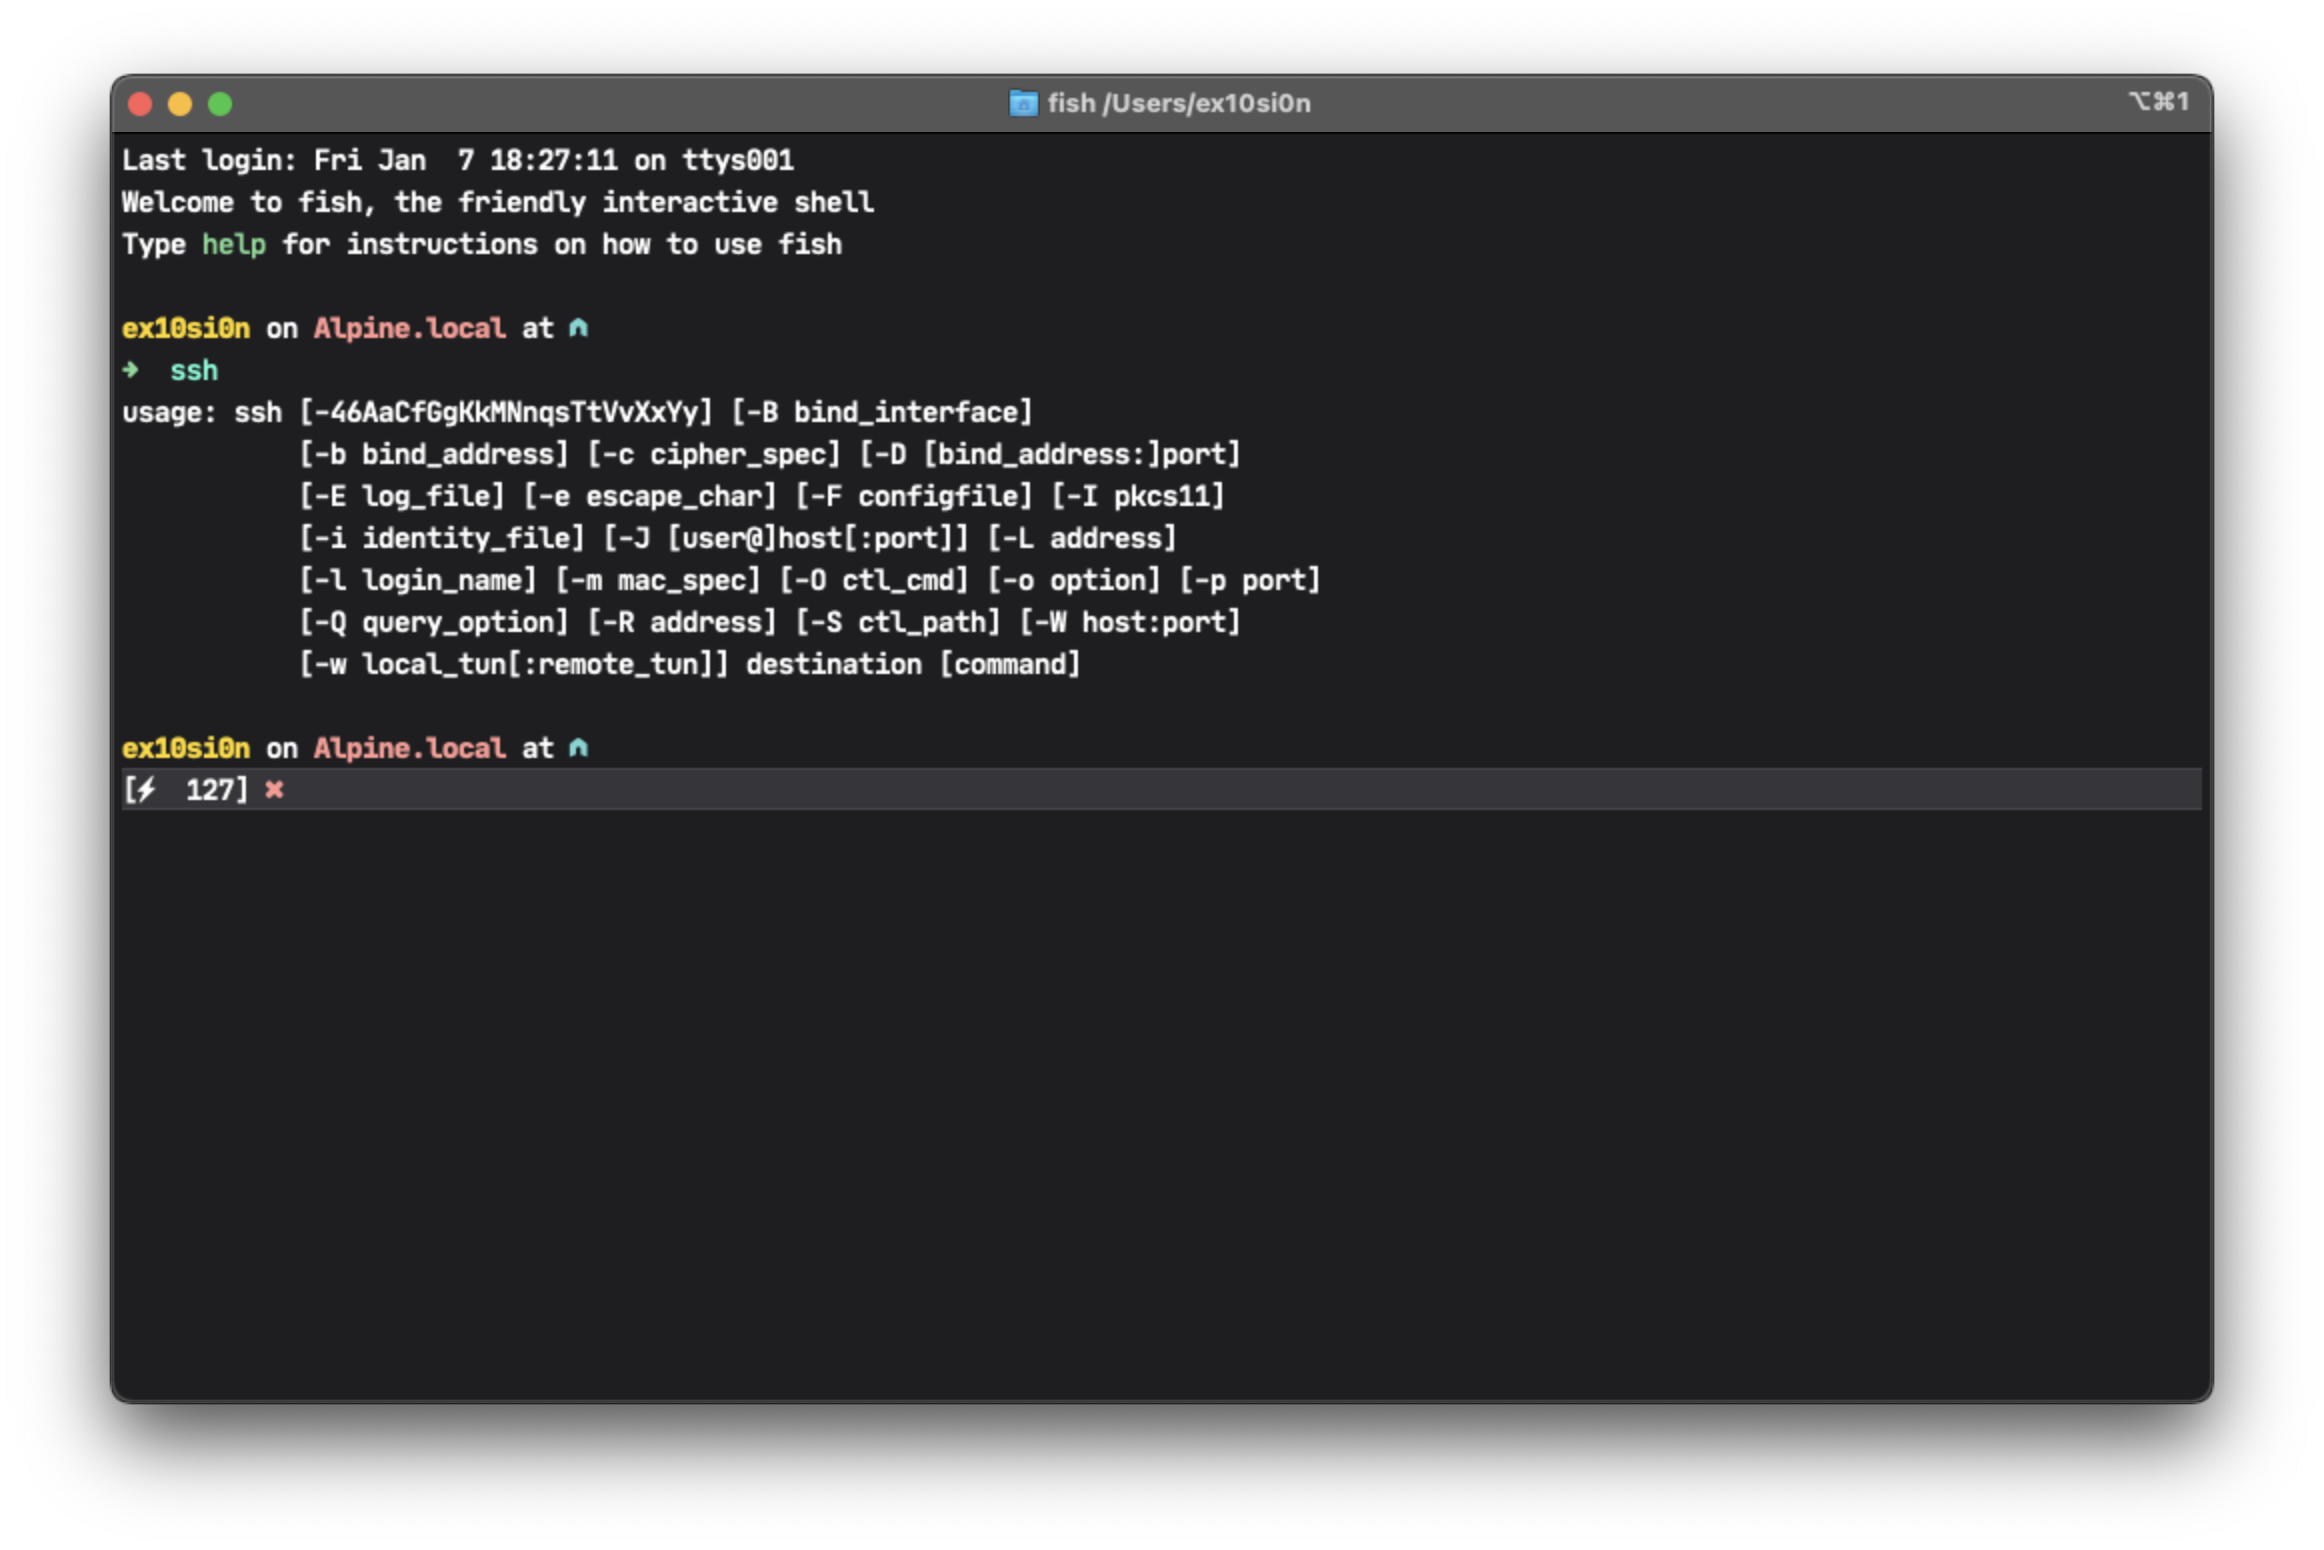 fish /Users/ex10si0n
⌥⌘1
Last login: Fri Jan  7 18:27:11 on ttys001
Welcome to fish, the friendly interactive shell
Type help for instructions on how to use fish
ex10si0n on Alpine.local at
➜  ssh
usage: ssh [-46AaCfGgKkMNnqsTtVvXxYy] [-B bind_interface]
           [-b bind_address] [-c cipher_spec] [-D [bind_address:]port]
           [-E log_file] [-e escape_char] [-F configfile] [-I pkcs11]
           [-i identity_file] [-J [user@]host[:port]] [-L address]
           [-l login_name] [-m mac_spec] [-O ctl_cmd] [-o option] [-p port]
           [-Q query_option] [-R address] [-S ctl_path] [-W host:port]
           [-w local_tun[:remote_tun]] destination [command]
ex10si0n on Alpine.local at
[⚡ 127] ✖